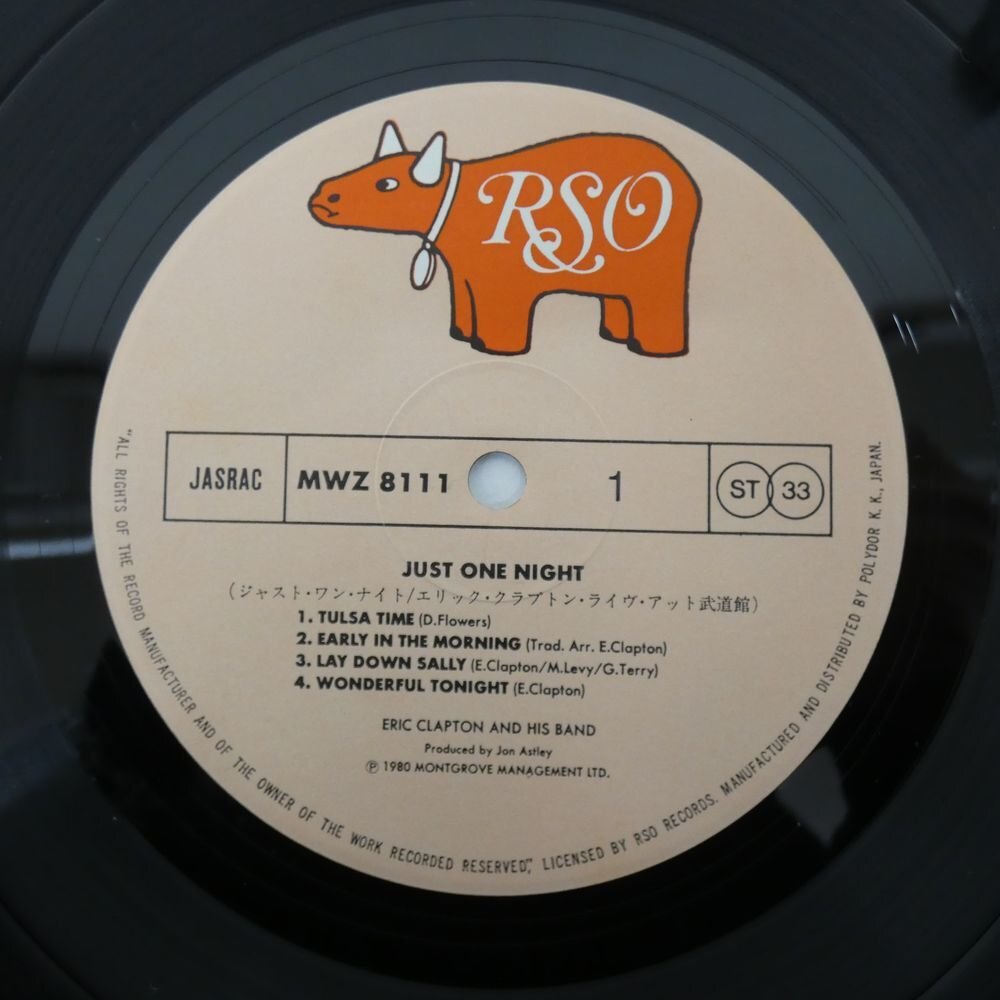 RSO
JASRAC MWZ 8111 1 ST 33
JUST ONE NIGHT
(ジャスト・ワン・ナイト/エリック・クラプトン・ライヴ・アット武道館)
1. TULSA TIME (D.Flowers)
2. EARLY IN THE MORNING (Trad. Arr. E.Clapton)
3. LAY DOWN SALLY (E.Clapton/M.Levy/G.Terry)
4. WONDERFUL TONIGHT (E.Clapton)
ERIC CLAPTON AND HIS BAND
Produced by Jon Astley
℗ 1980 MONTGROVE MANAGEMENT LTD.
"ALL RIGHTS OF THE RECORD MANUFACTURER AND OF THE OWNER OF THE WORK RECORDED RESERVED," LICENSED BY RSO RECORDS. MANUFACTURED AND DISTRIBUTED BY POLYDOR K. K., JAPAN.